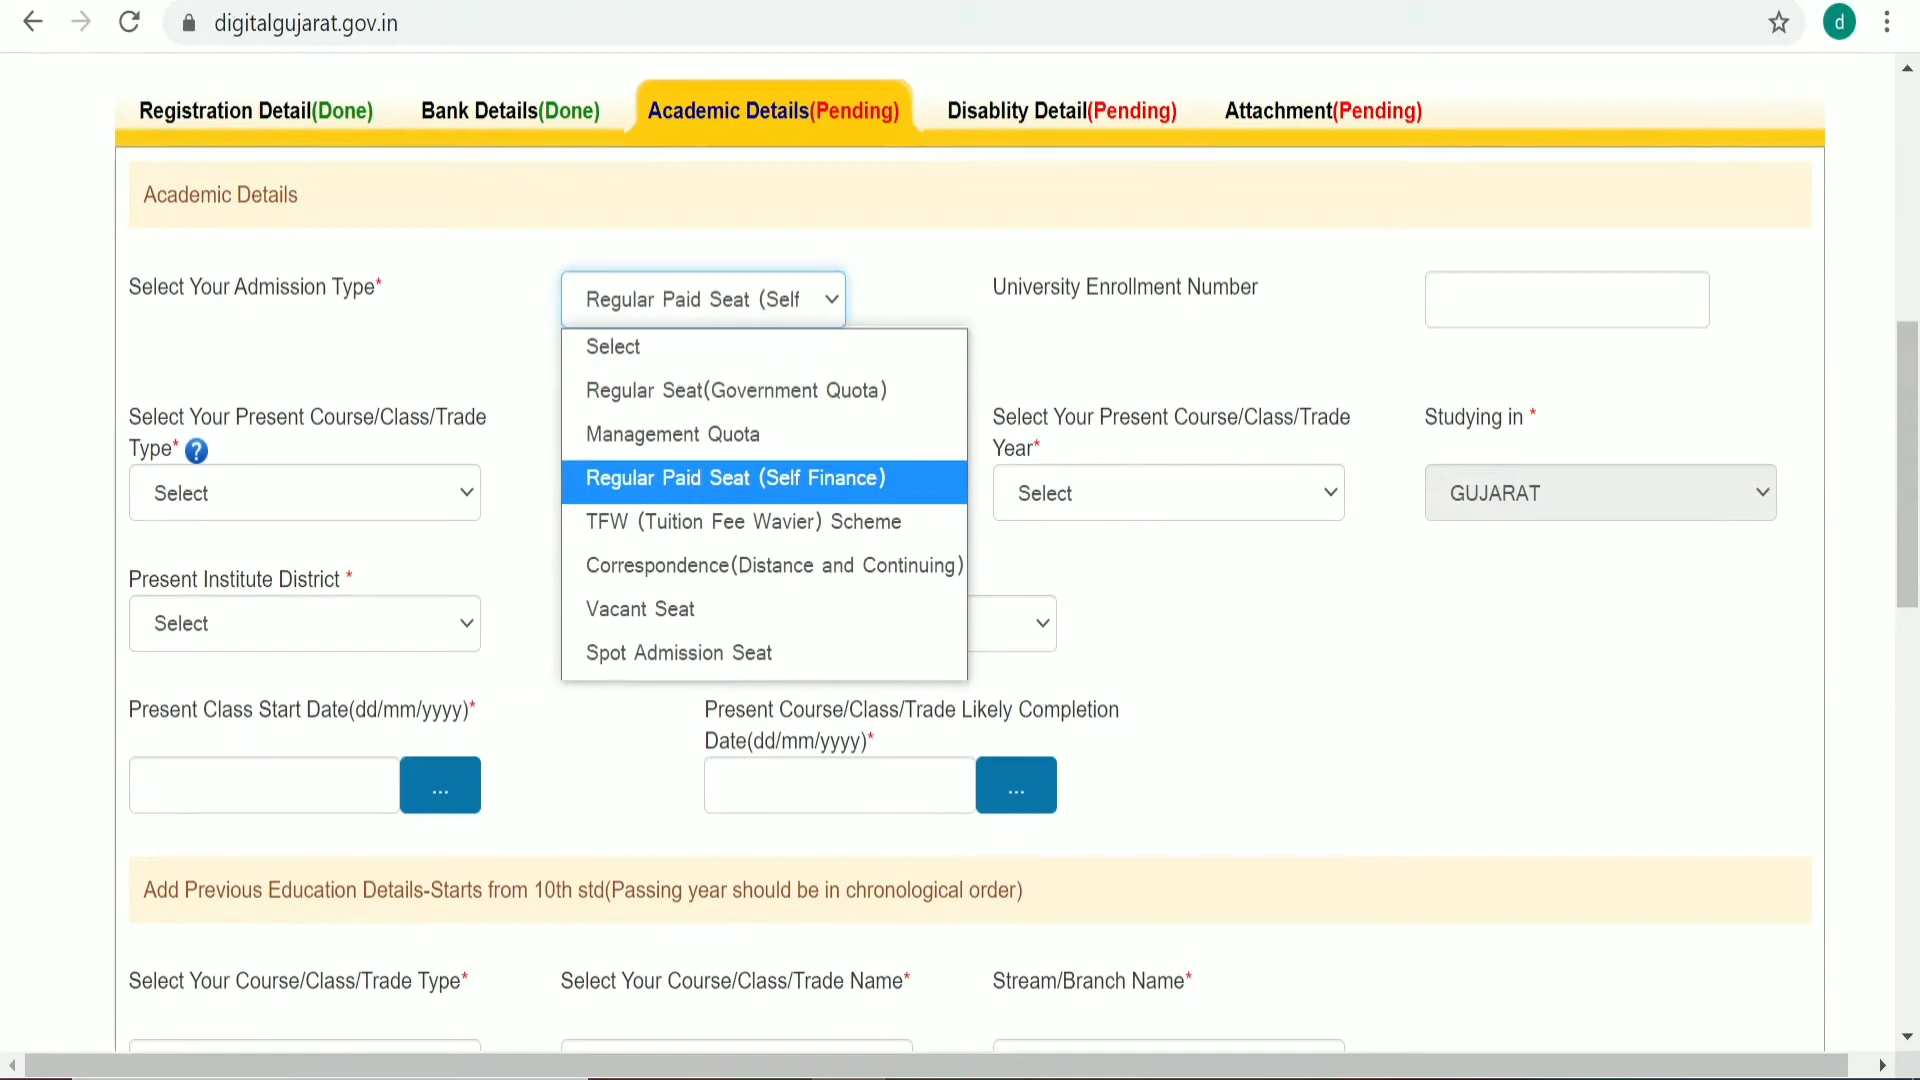 digitalgujarat.gov.in
d
Registration Detail(Done)
Bank Details(Done)
Academic Details(Pending)
Disablity Detail(Pending)
Attachment(Pending)
Academic Details
Select Your Admission Type*
Regular Paid Seat (Self
University Enrollment Number
Select
Regular Seat(Government Quota)
Management Quota
Regular Paid Seat (Self Finance)
TFW (Tuition Fee Wavier) Scheme
Correspondence(Distance and Continuing)
Vacant Seat
Spot Admission Seat
Select Your Present Course/Class/Trade
Type* ?
Select
Select Your Present Course/Class/Trade
Year*
Select
Studying in *
GUJARAT
Present Institute District *
Select
Present Class Start Date(dd/mm/yyyy)*
...
Present Course/Class/Trade Likely Completion
Date(dd/mm/yyyy)*
...
Add Previous Education Details-Starts from 10th std(Passing year should be in chronological order)
Select Your Course/Class/Trade Type*
Select Your Course/Class/Trade Name*
Stream/Branch Name*